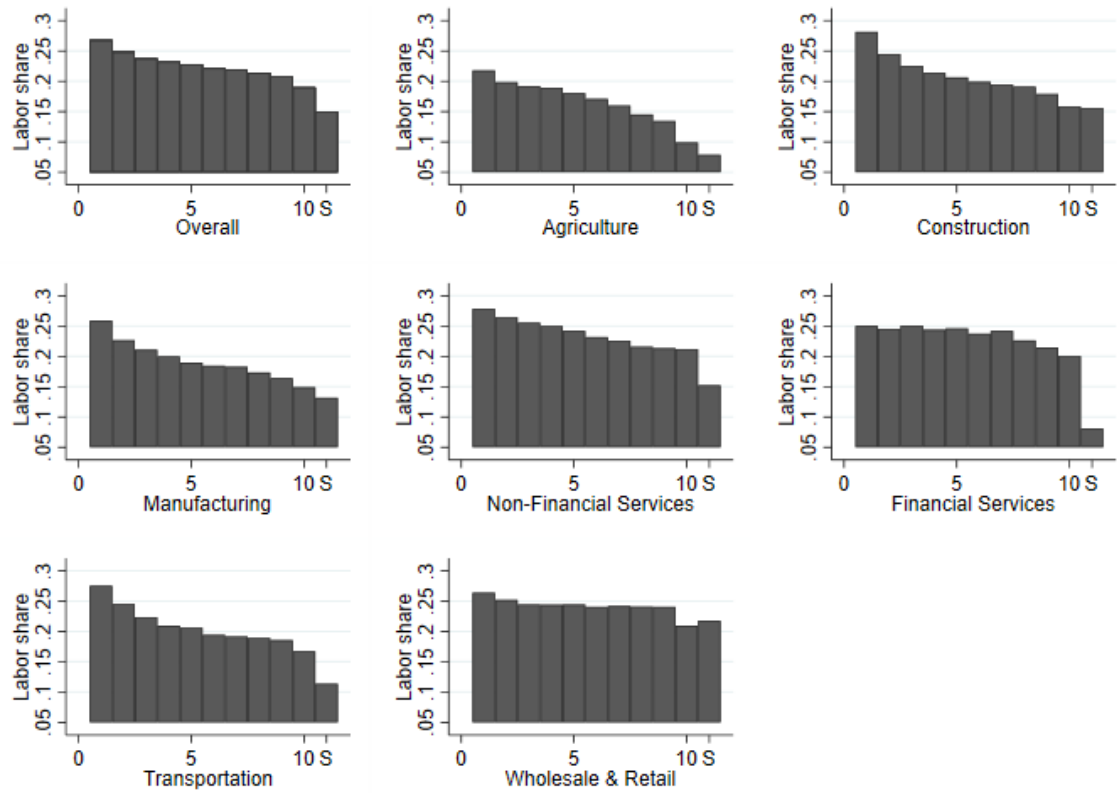 Labor share
.05 .1 .15 .2 .25 .3
0 5 10 S
Overall
Labor share
.05 .1 .15 .2 .25 .3
0 5 10 S
Agriculture
Labor share
.05 .1 .15 .2 .25 .3
0 5 10 S
Construction
Labor share
.05 .1 .15 .2 .25 .3
0 5 10 S
Manufacturing
Labor share
.05 .1 .15 .2 .25 .3
0 5 10 S
Non-Financial Services
Labor share
.05 .1 .15 .2 .25 .3
0 5 10 S
Financial Services
Labor share
.05 .1 .15 .2 .25 .3
0 5 10 S
Transportation
Labor share
.05 .1 .15 .2 .25 .3
0 5 10 S
Wholesale & Retail